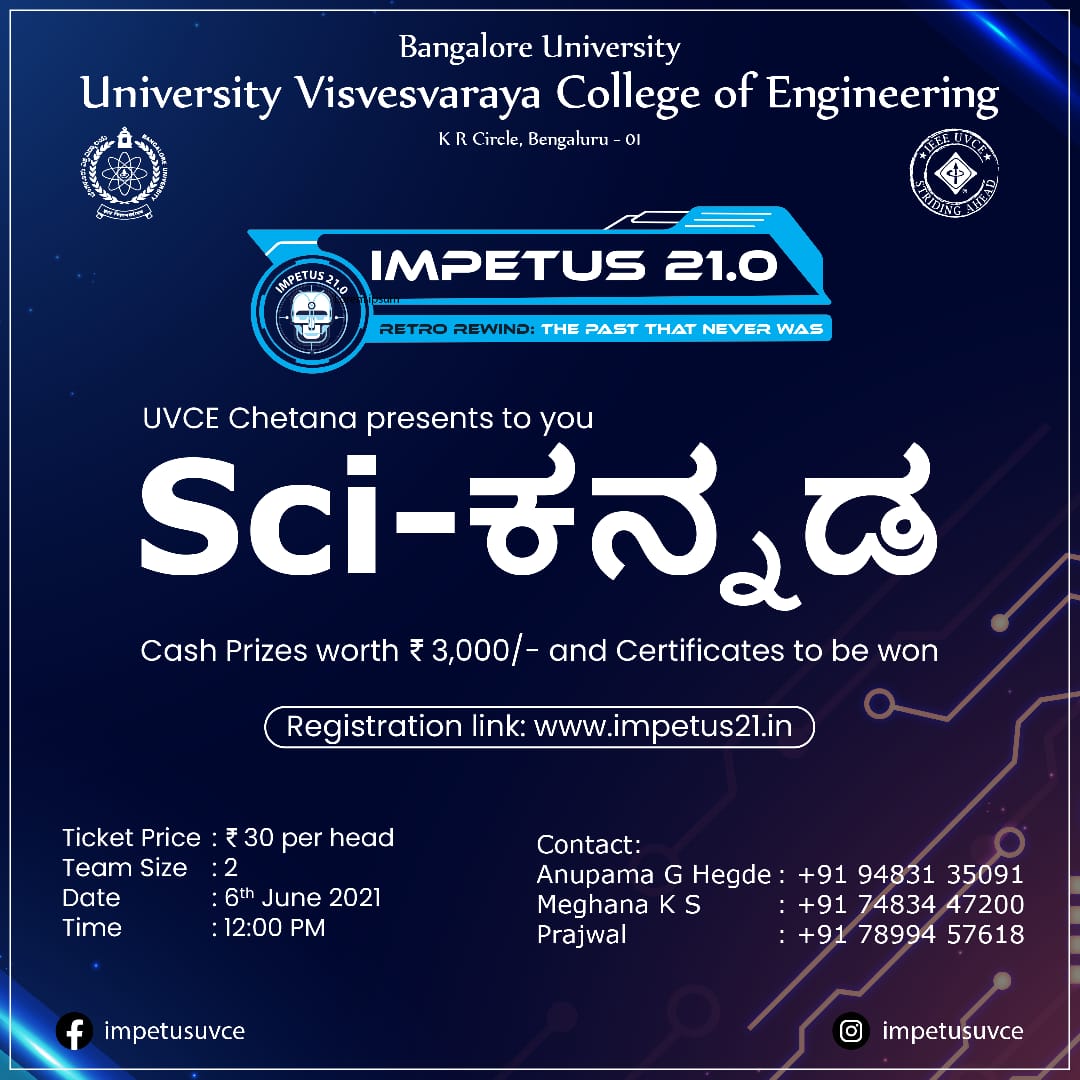 Bangalore University
University Visvesvaraya College of Engineering
K R Circle, Bengaluru - 01
BANGALORE UNIVERSITY
IEEE UVCE
STRIDING AHEAD
IMPETUS 21.0
IMPETUS 21.0
RETRO REWIND: THE PAST THAT NEVER WAS
UVCE Chetana presents to you
Sci-ಕನ್ನಡ
Cash Prizes worth ₹ 3,000/- and Certificates to be won
Registration link: www.impetus21.in
Ticket Price : ₹ 30 per head
Team Size : 2
Date : 6th June 2021
Time : 12:00 PM
Contact:
Anupama G Hegde : +91 94831 35091
Meghana K S : +91 74834 47200
Prajwal : +91 78994 57618
impetusuvce
impetusuvce